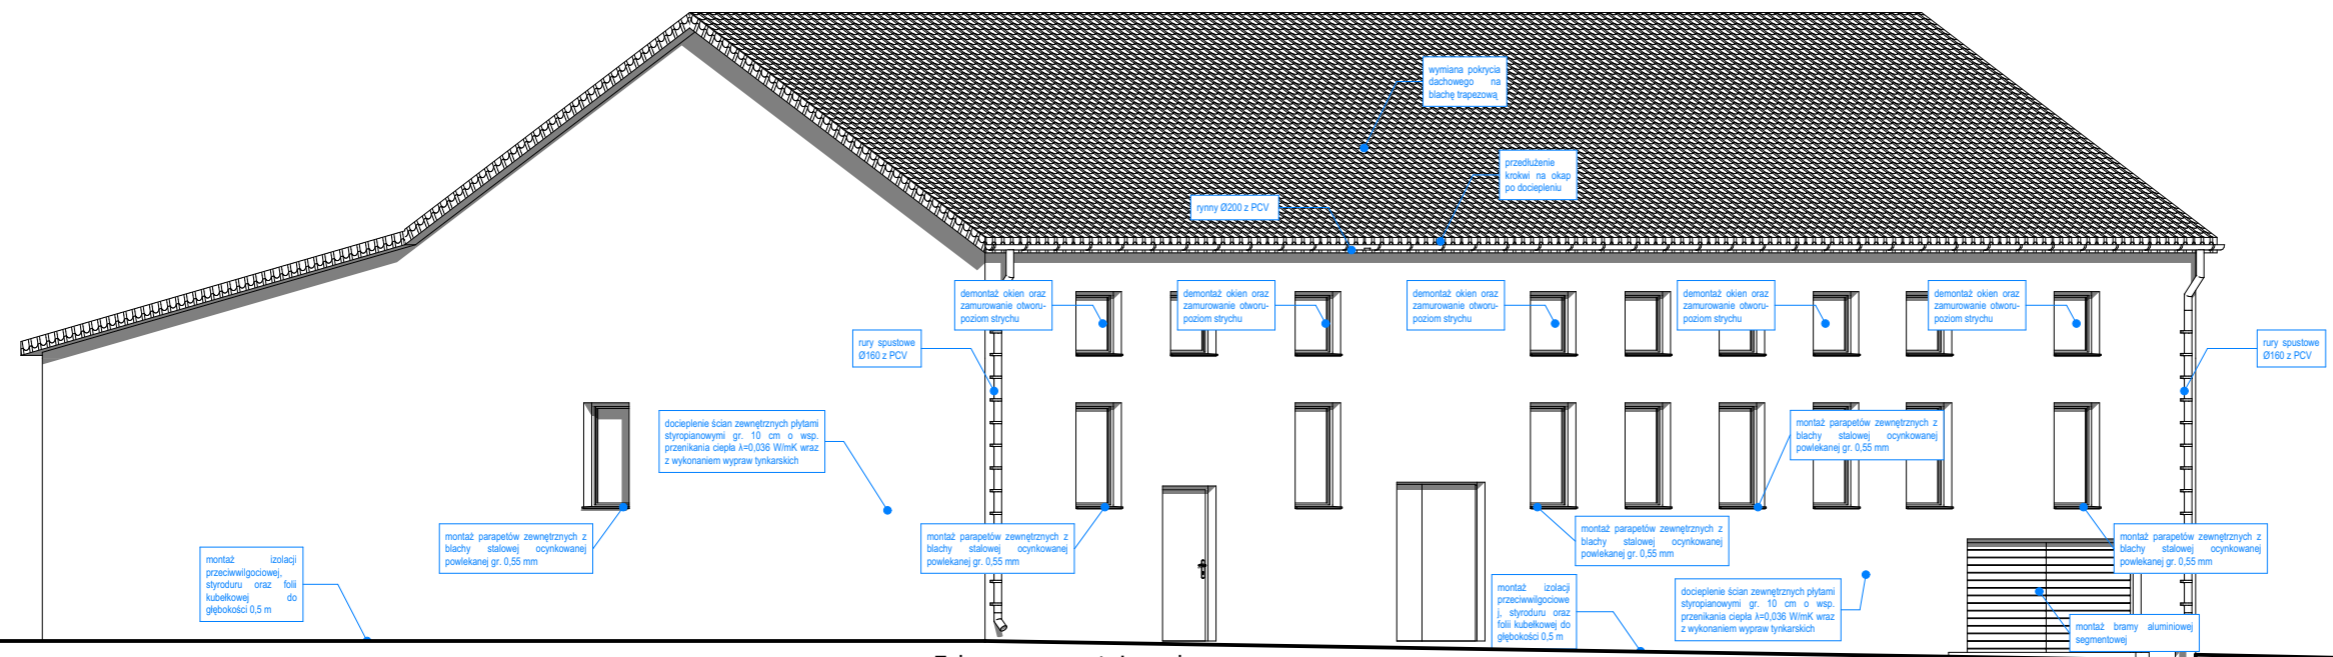 wymiana pokrycia
dachowego na
blachę trapezową
przedłużenie
krokwi na okap
po dociepleniu
rynny Ø200 z PCV
demontaż okien oraz
zamurowanie otworu-
poziom strychu
demontaż okien oraz
zamurowanie otworu-
poziom strychu
demontaż okien oraz
zamurowanie otworu-
poziom strychu
demontaż okien oraz
zamurowanie otworu-
poziom strychu
demontaż okien oraz
zamurowanie otworu-
poziom strychu
rury spustowe
Ø160 z PCV
rury spustowe
Ø160 z PCV
docieplenie ścian zewnętrznych płytami
styropianowymi gr. 10 cm o wsp.
przenikania ciepła λ=0,036 W/mK wraz
z wykonaniem wypraw tynkarskich
montaż parapetów zewnętrznych z
blachy stalowej ocynkowanej
powlekanej gr. 0,55 mm
montaż parapetów zewnętrznych z
blachy stalowej ocynkowanej
powlekanej gr. 0,55 mm
montaż parapetów zewnętrznych z
blachy stalowej ocynkowanej
powlekanej gr. 0,55 mm
montaż parapetów zewnętrznych z
blachy stalowej ocynkowanej
powlekanej gr. 0,55 mm
montaż parapetów zewnętrznych z
blachy stalowej ocynkowanej
powlekanej gr. 0,55 mm
montaż izolacji
przeciwwilgociowej,
styroduru oraz folii
kubełkowej do
głębokości 0,5 m
montaż izolacji
przeciwwilgociowe
j, styroduru oraz
folii kubełkowej do
głębokości 0,5 m
docieplenie ścian zewnętrznych płytami
styropianowymi gr. 10 cm o wsp.
przenikania ciepła λ=0,036 W/mK wraz
z wykonaniem wypraw tynkarskich
montaż bramy aluminiowej
segmentowej